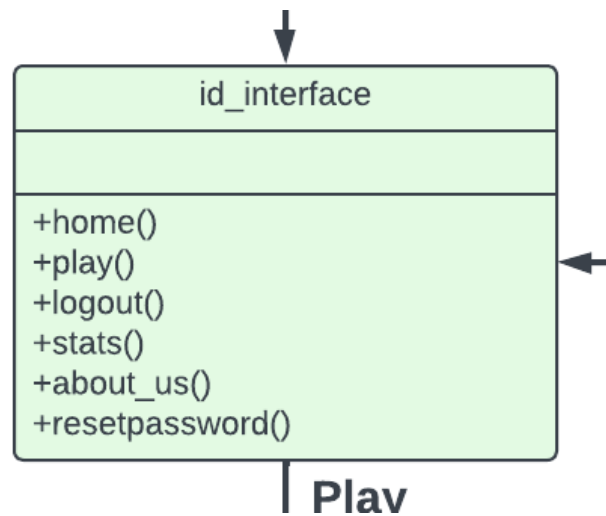 id_interface
+home()
+play()
+logout()
+stats()
+about_us()
+resetpassword()
Play